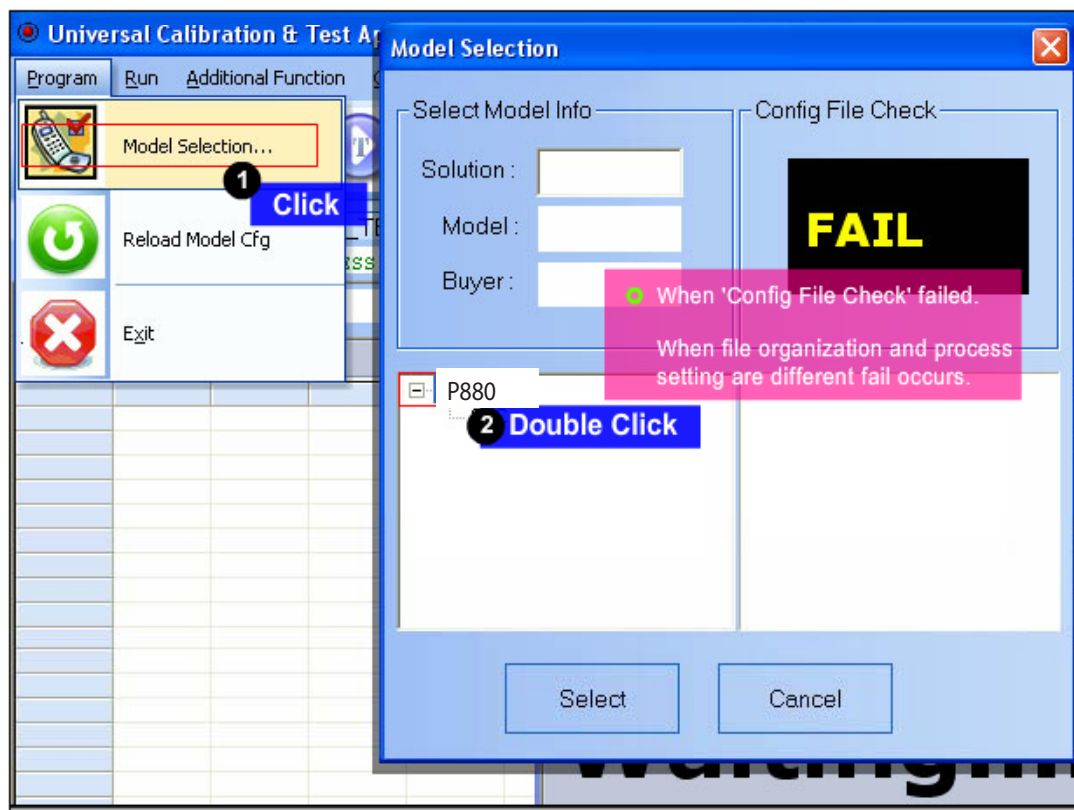 Universal Calibration & Test
Program Run Additional Function
Model Selection...
1
Click
Reload Model Cfg
Exit
Model Selection
Select Model Info
Solution :
Model :
Buyer :
Config File Check
FAIL
When 'Config File Check' failed.
When file organization and process
setting are different fail occurs.
P880
2 Double Click
Select
Cancel